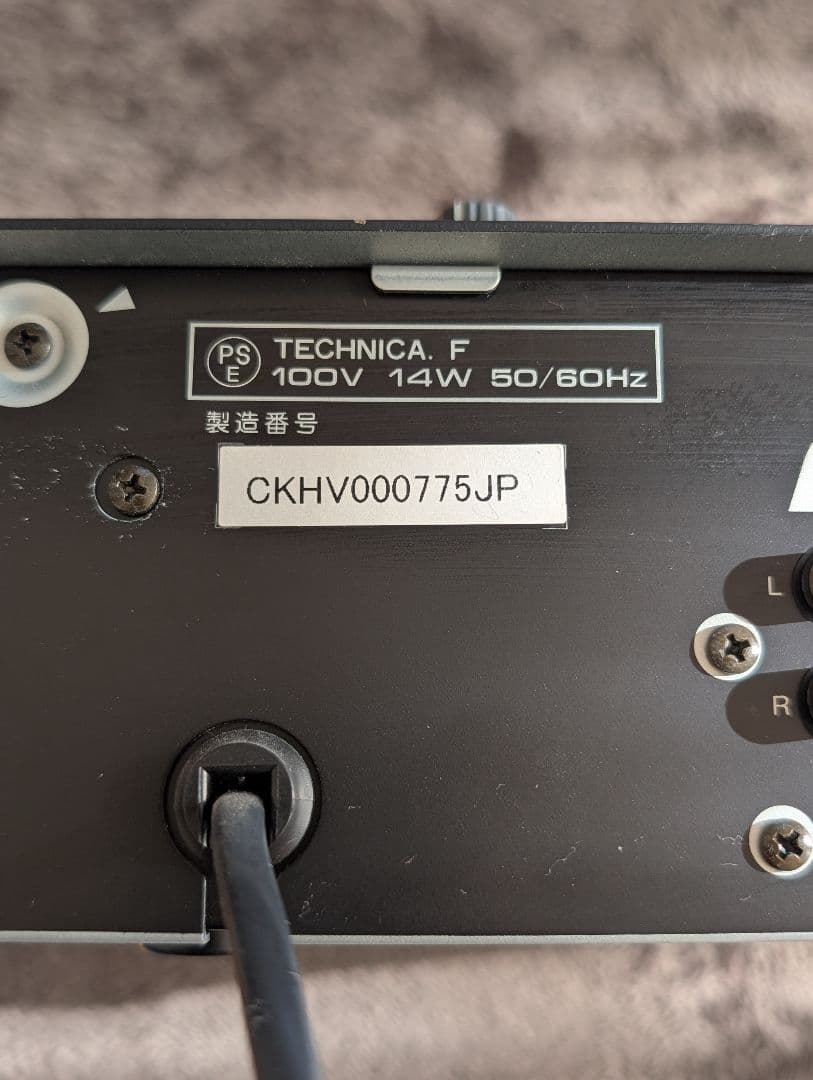 PS
E
TECHNICA. F
100V 14W 50/60Hz
製造番号
CKHV000775JP
L
R